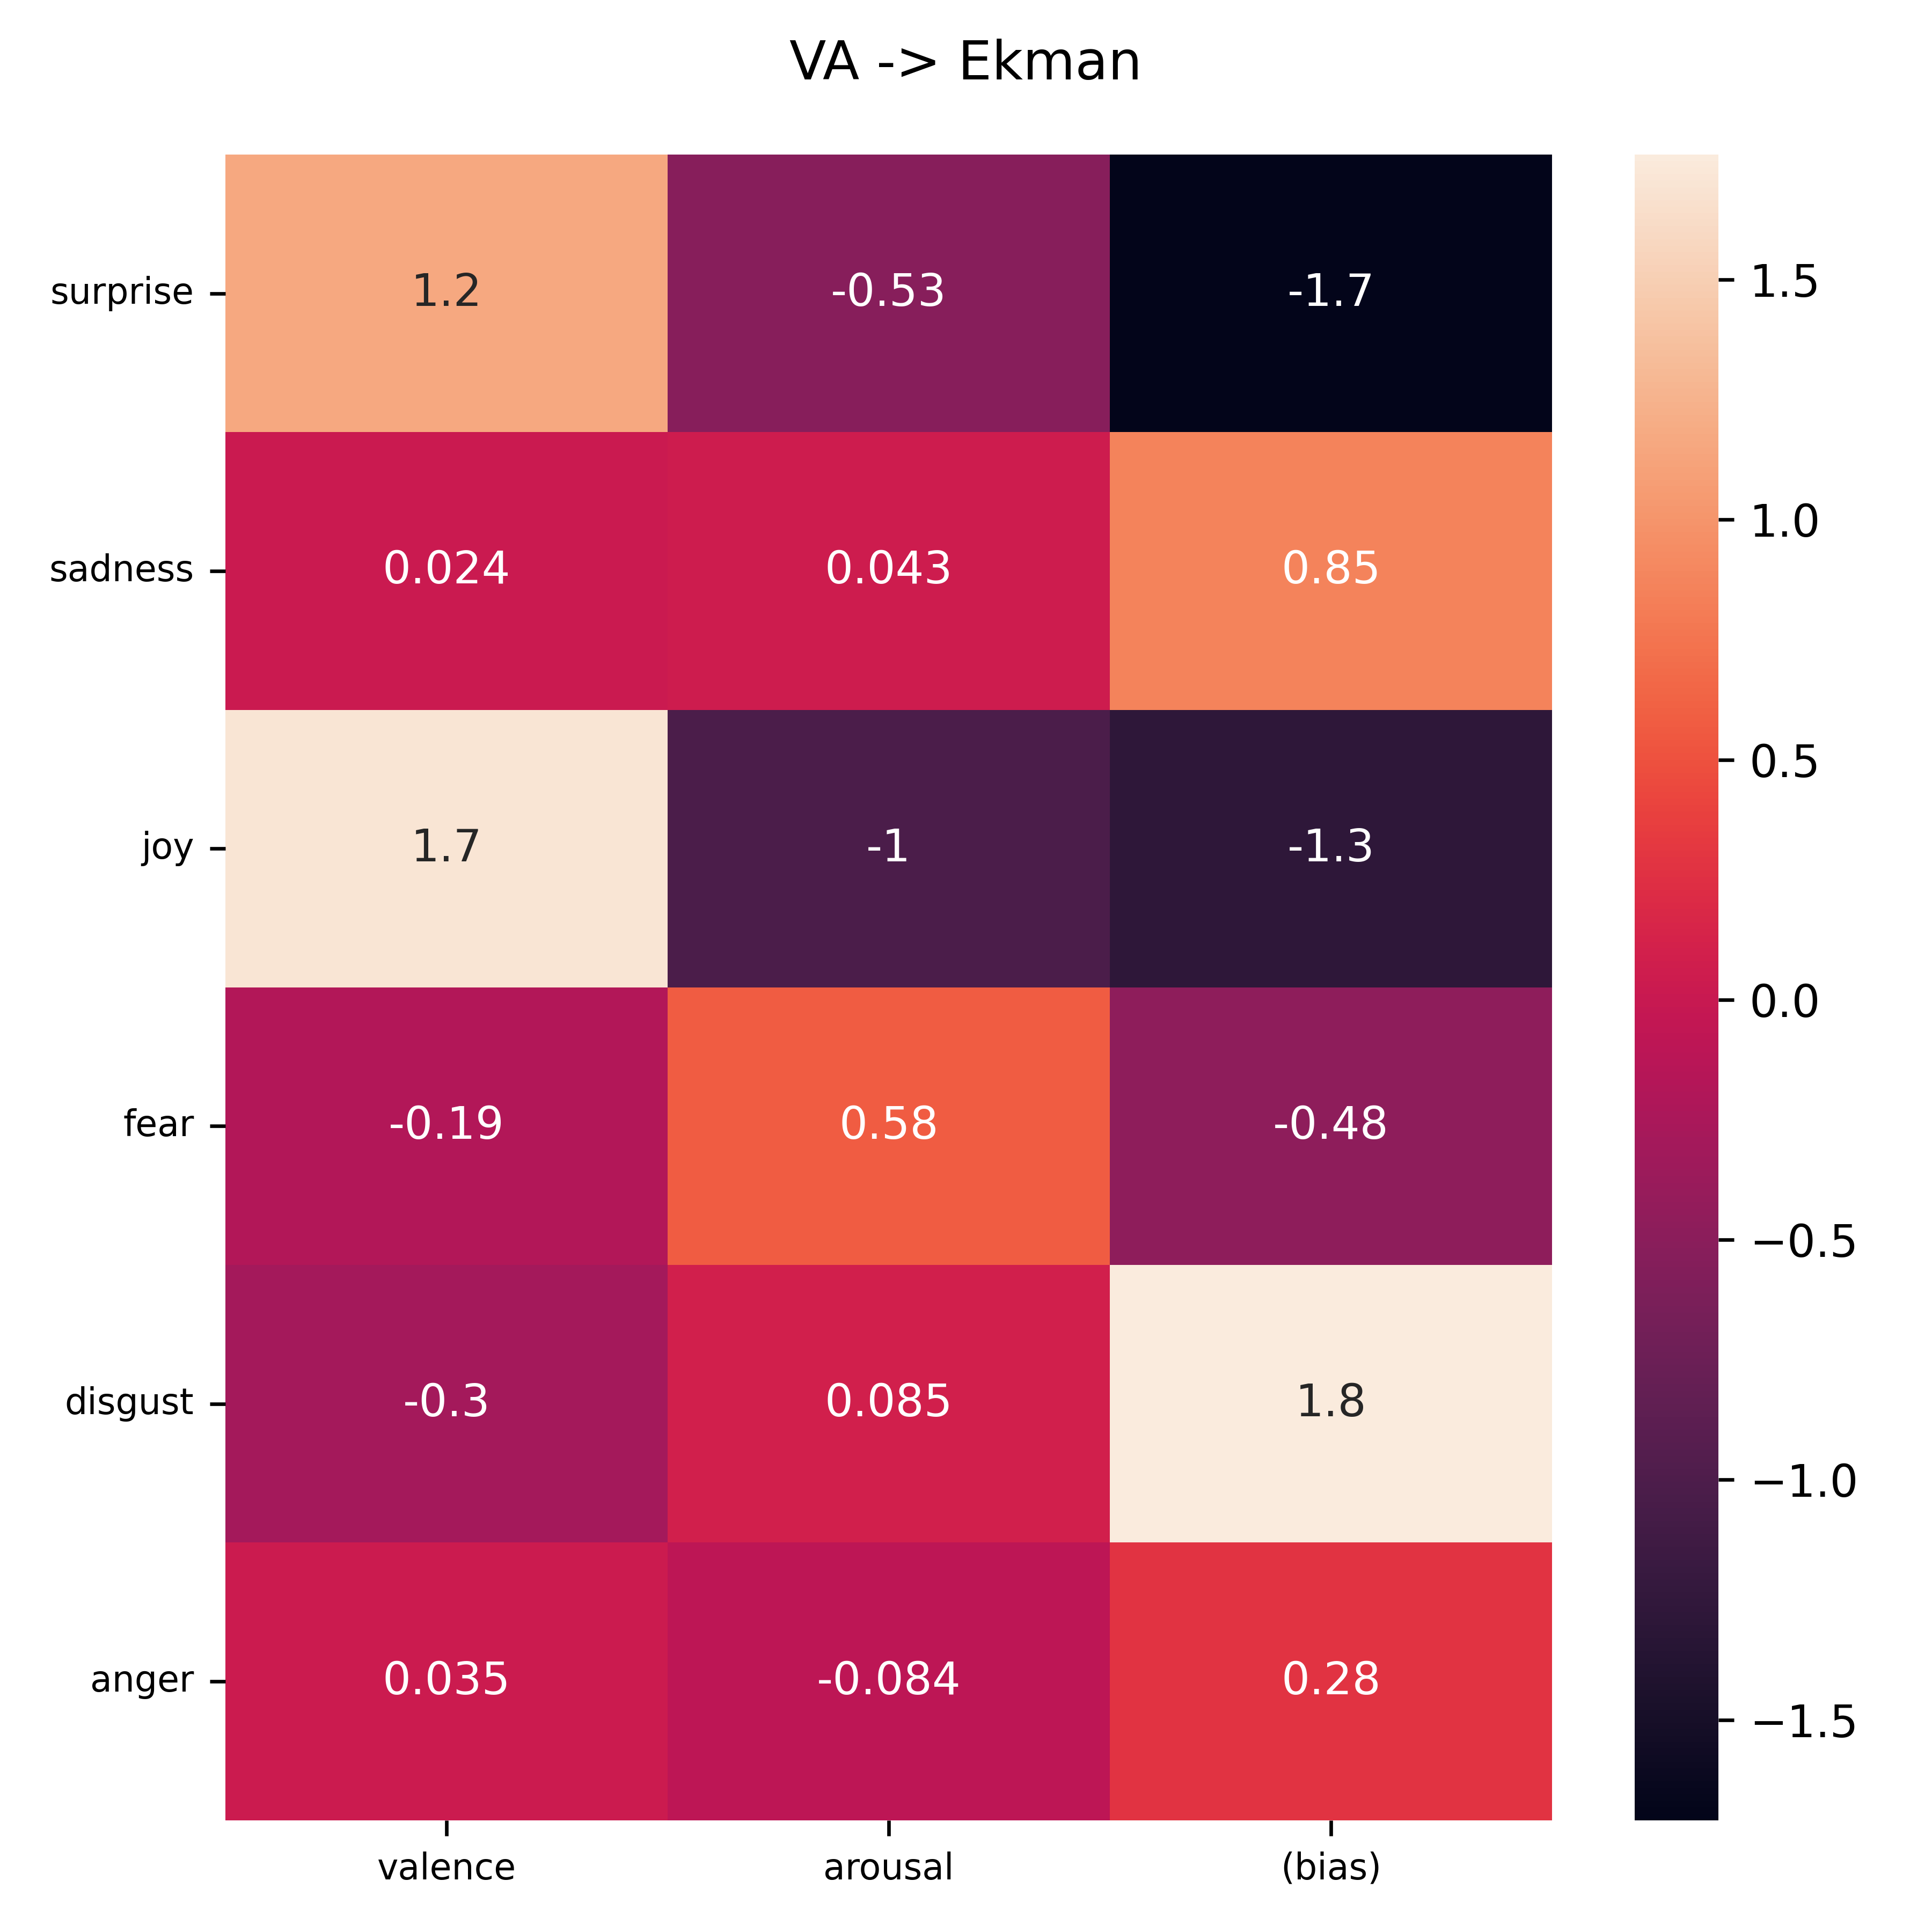 VA -> Ekman
surprise 1.2 -0.53 -1.7
sadness 0.024 0.043 0.85
joy 1.7 -1 -1.3
fear -0.19 0.58 -0.48
disgust -0.3 0.085 1.8
anger 0.035 -0.084 0.28
valence arousal (bias)
1.5
1.0
0.5
0.0
−0.5
−1.0
−1.5